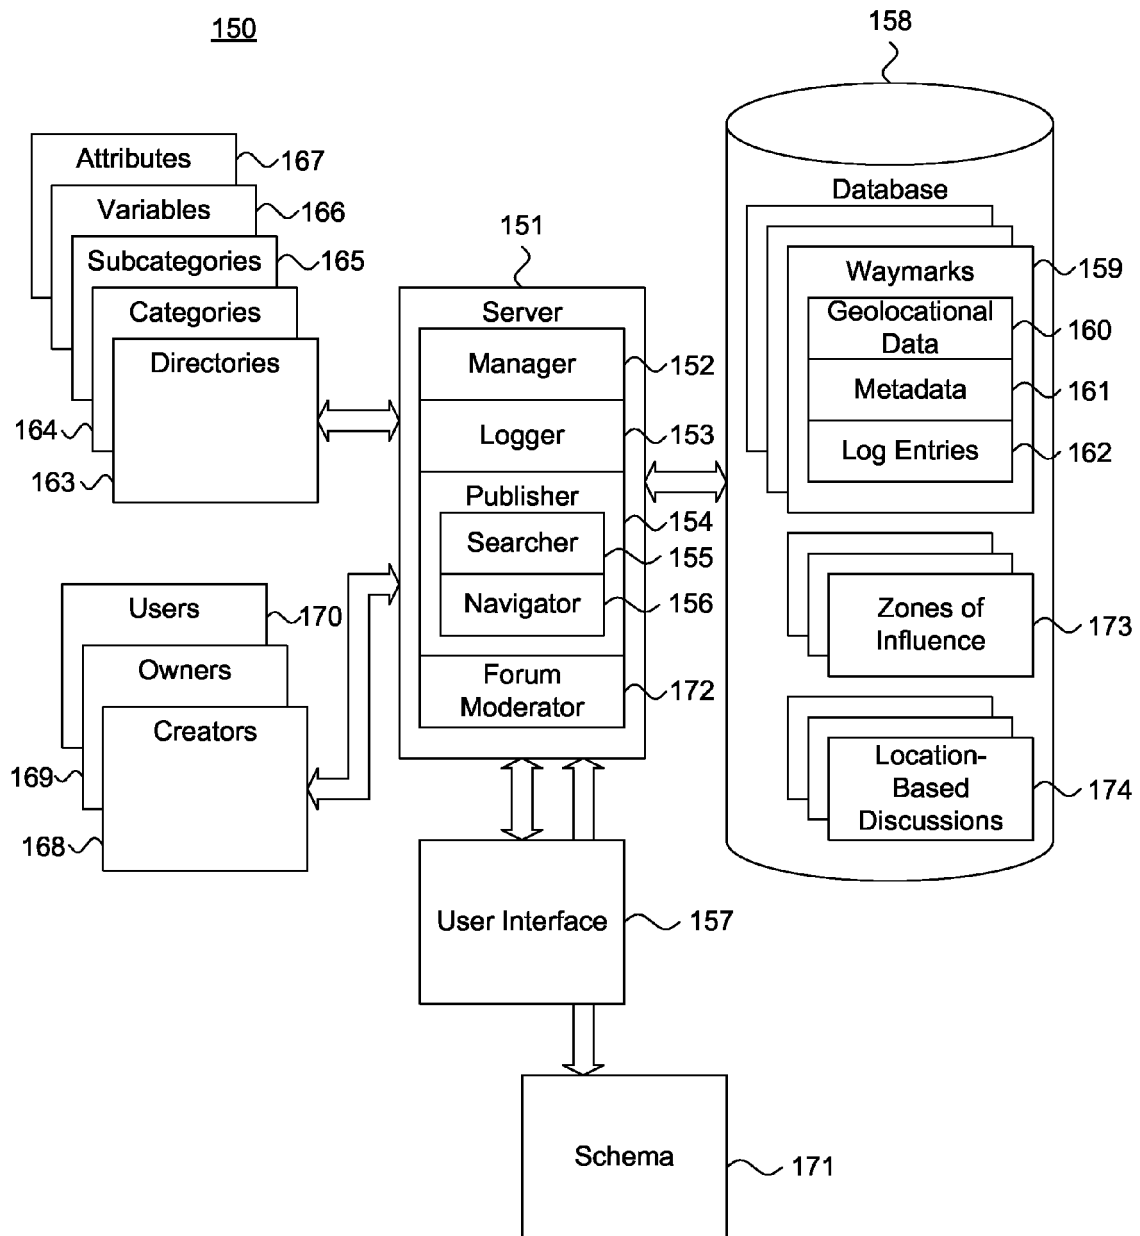 150
158
Attributes
167
Variables
166
Subcategories
165
Categories
Directories
164
163
151
Server
Manager
152
Logger
153
Publisher
154
Searcher
155
Navigator
156
Forum
Moderator
172
Database
Waymarks
159
Geolocational
Data
160
Metadata
161
Log Entries
162
Zones of
Influence
173
Location-
Based
Discussions
174
Users
170
Owners
Creators
169
168
User Interface
157
Schema
171